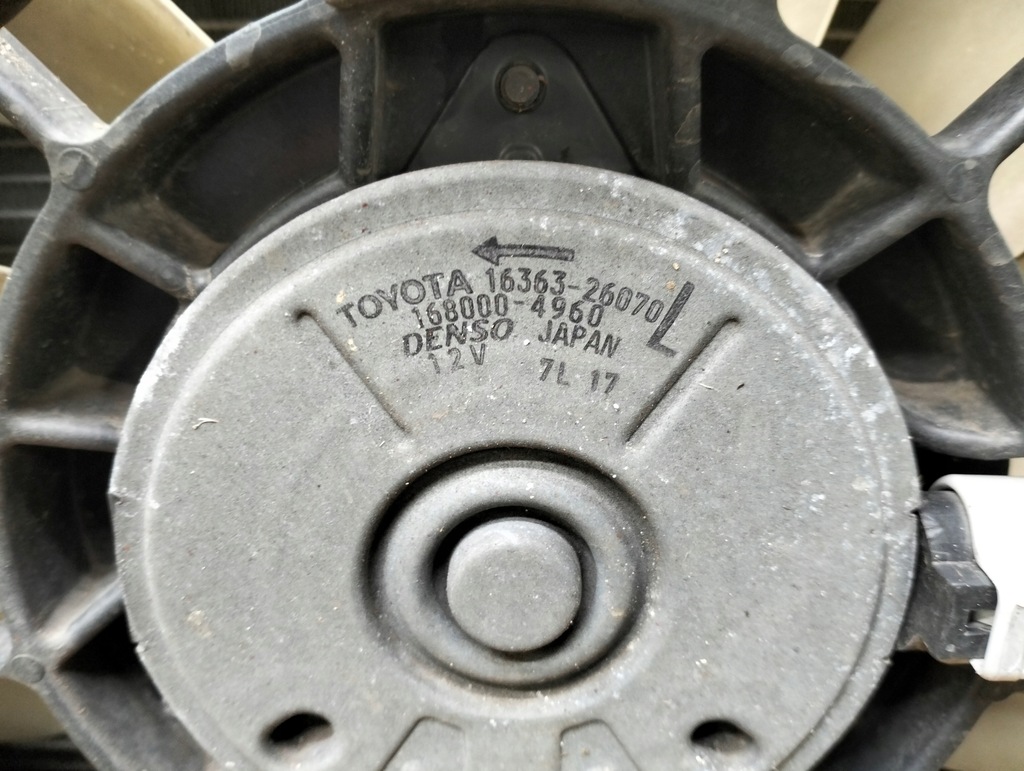 TOYOTA 16363-26070
168000-4960 L
DENSO JAPAN
12V 7L 17